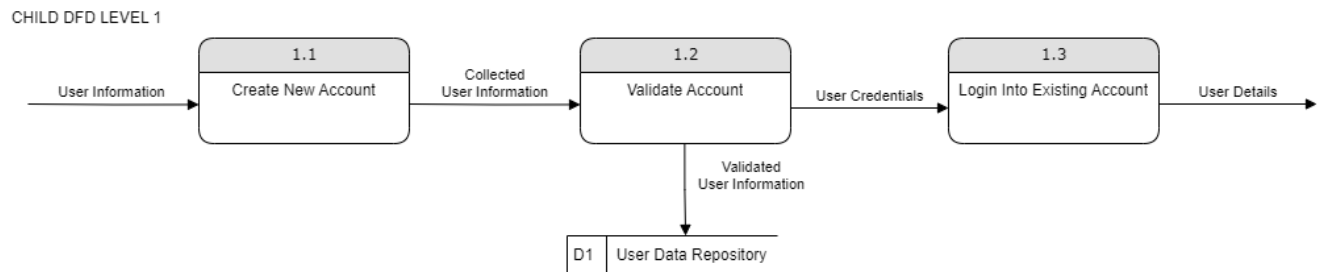 CHILD DFD LEVEL 1
1.1
1.2
1.3
User Information
Create New Account
Collected
User Information
Validate Account
User Credentials
Login Into Existing Account
User Details
Validated
User Information
D1
User Data Repository